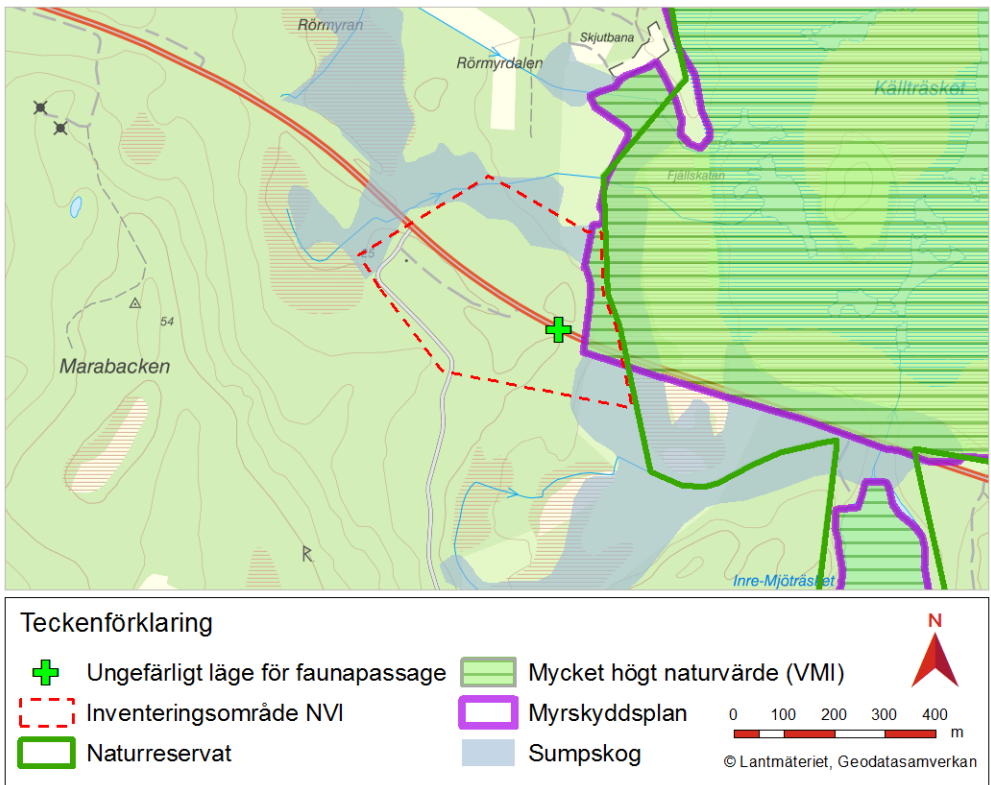 Rörmyran
Skjutbana
Rörmyrdalen
Källträsket
Fjällskatan
25
54
Marabacken
R
Inre-Mjöträsket
Teckenförklaring
Ungefärligt läge för faunapassage
Inventeringsområde NVI
Naturreservat
Mycket högt naturvärde (VMI)
Myrskyddsplan
Sumpskog
N
0 100 200 300 400
m
© Lantmäteriet, Geodatasamverkan